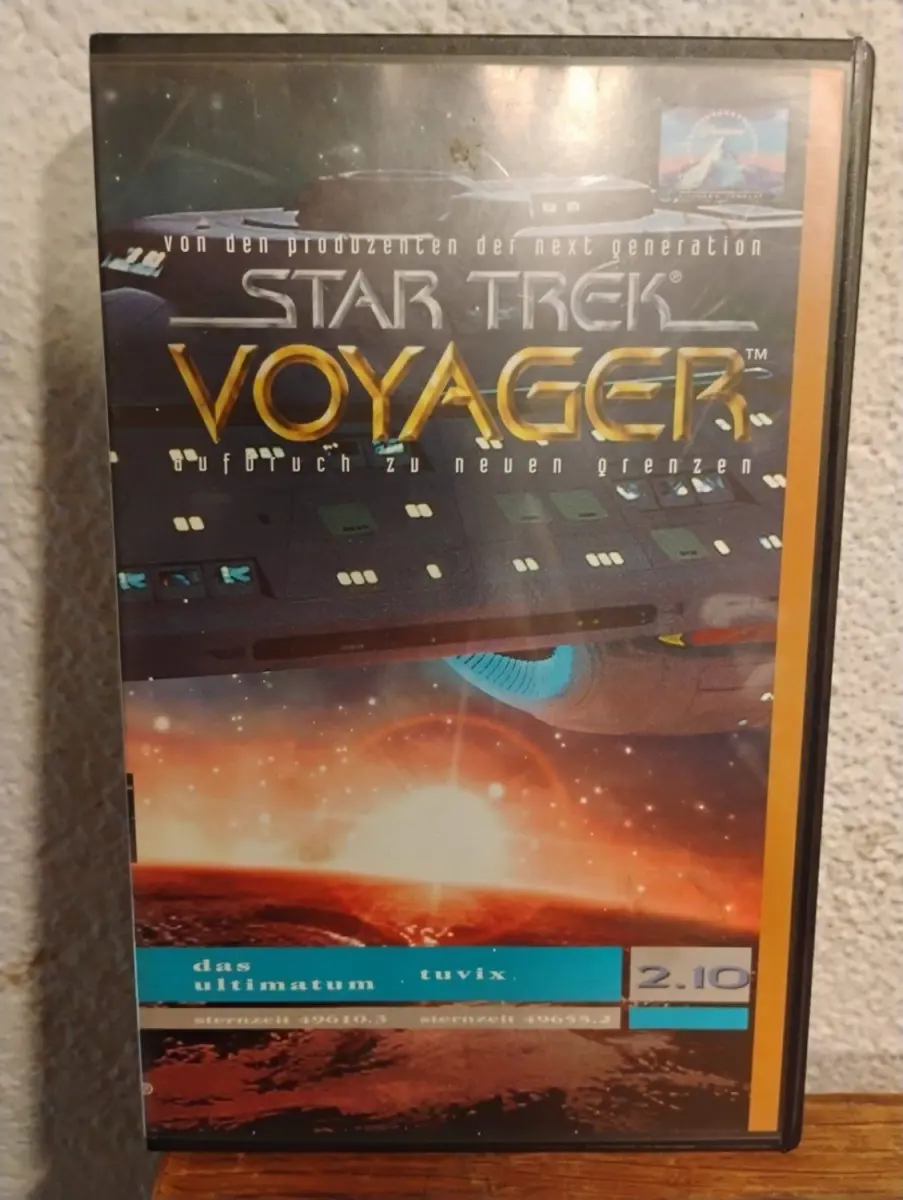 Paramount
von den produzenten der next generation
STAR TREK®
VOYAGER™
aufbruch zu neuen grenzen
das ultimatum
tuvix
2.10
sternzeit 49610.3
sternzeit 49655.2
®